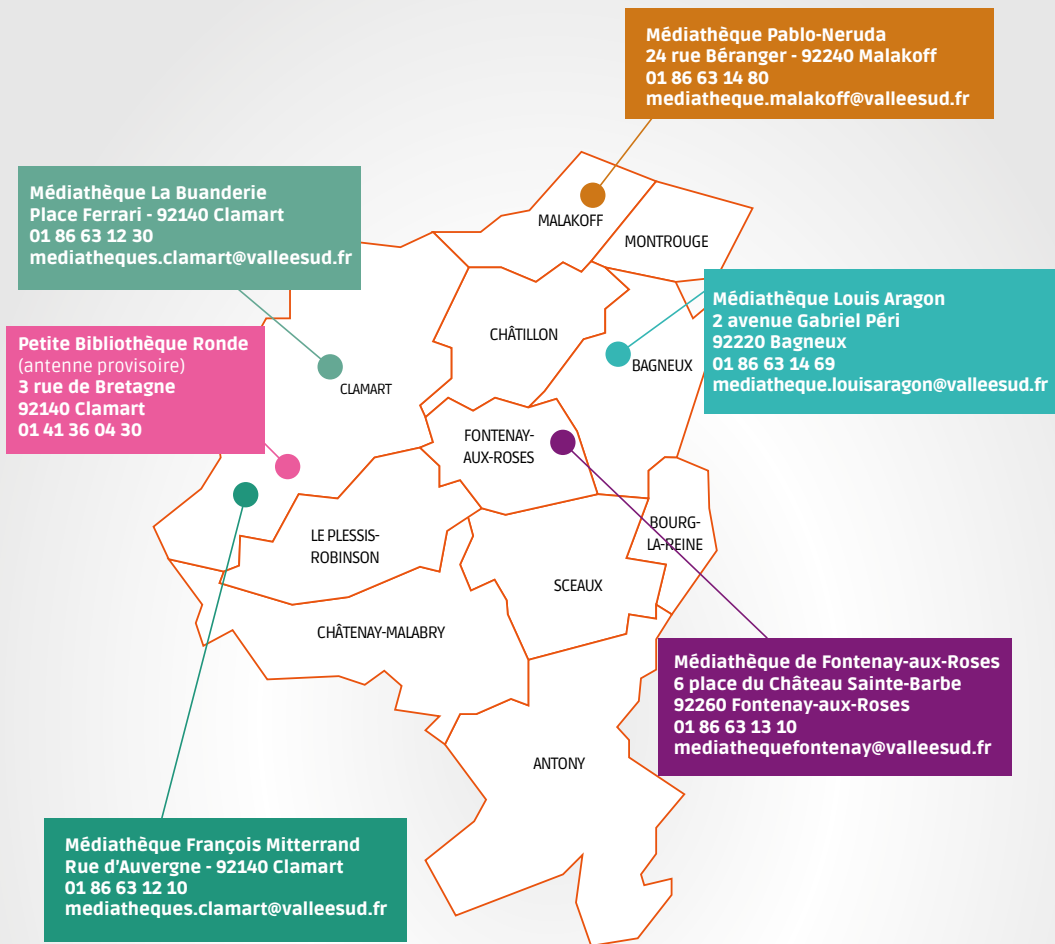 Médiathèque Pablo-Neruda
24 rue Béranger - 92240 Malakoff
01 86 63 14 80
mediatheque.malakoff@valleesud.fr
Médiathèque La Buanderie
Place Ferrari - 92140 Clamart
01 86 63 12 30
mediatheques.clamart@valleesud.fr
MALAKOFF
MONTROUGE
Médiathèque Louis Aragon
2 avenue Gabriel Péri
92220 Bagneux
01 86 63 14 69
mediatheque.louisaragon@valleesud.fr
CHÂTILLON
BAGNEUX
Petite Bibliothèque Ronde
(antenne provisoire)
3 rue de Bretagne
92140 Clamart
01 41 36 04 30
CLAMART
FONTENAY-
AUX-ROSES
LE PLESSIS-
ROBINSON
BOURG-
LA-REINE
SCEAUX
CHÂTENAY-MALABRY
Médiathèque de Fontenay-aux-Roses
6 place du Château Sainte-Barbe
92260 Fontenay-aux-Roses
01 86 63 13 10
mediathequefontenay@valleesud.fr
ANTONY
Médiathèque François Mitterrand
Rue d'Auvergne - 92140 Clamart
01 86 63 12 10
mediatheques.clamart@valleesud.fr